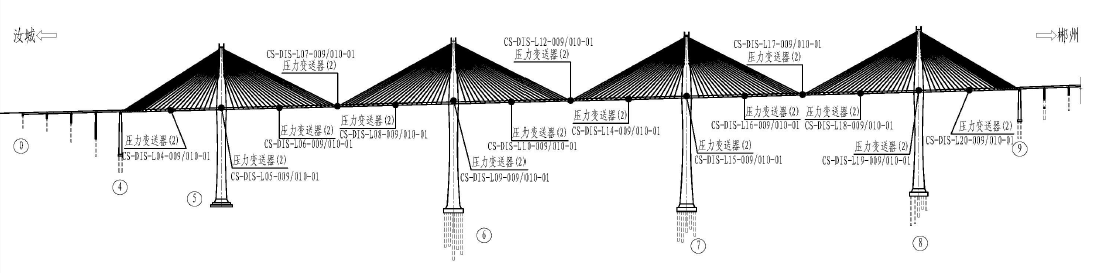 汝城
郴州
CS-DIS-L07-009/010-01
压力变送器(2)
CS-DIS-L12-009/010-01
压力变送器(2)
CS-DIS-L17-009/010-01
压力变送器(2)
压力变送器(2)
CS-DIS-L04-009/010-01
压力变送器(2)
CS-DIS-L05-009/010-01
压力变送器(2)
CS-DIS-L06-009/010-01
压力变送器(2)
CS-DIS-L08-009/010-01
压力变送器(2)
CS-DIS-L09-009/010-01
压力变送器(2)
CS-DIS-L10-009/010-01
压力变送器(2)
CS-DIS-L14-009/010-01
压力变送器(2)
CS-DIS-L15-009/010-01
压力变送器(2)
CS-DIS-L16-009/010-01
压力变送器(2)
CS-DIS-L18-009/010-01
压力变送器(2)
CS-DIS-L19-009/010-01
压力变送器(2)
CS-DIS-L20-009/010-01
0
4
5
6
7
8
9